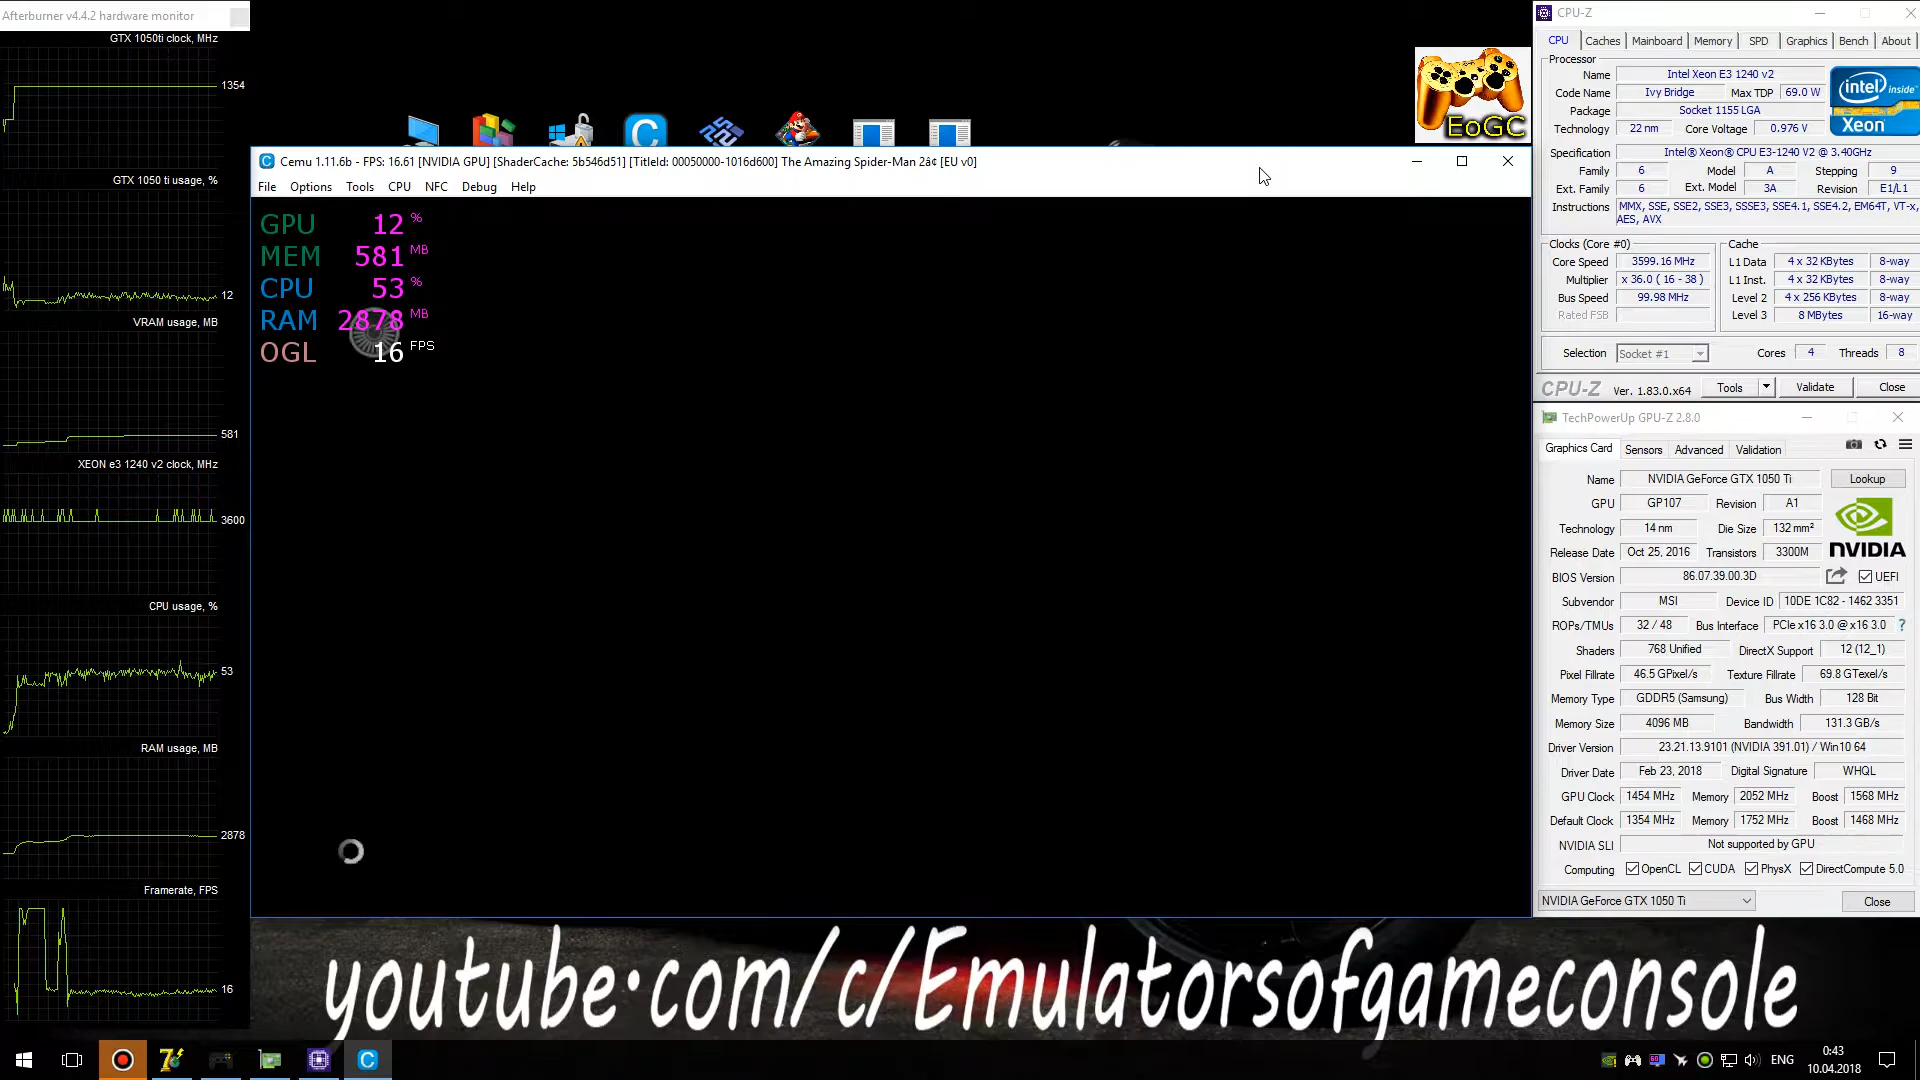 Afterburner v4.4.2 hardware monitor
GTX 1050ti clock, MHz
1354
GTX 1050 ti usage, %
12
VRAM usage, MB
581
XEON e3 1240 v2 clock, MHz
3600
CPU usage, %
53
RAM usage, MB
2878
Framerate, FPS
16
EoGC
Cemu 1.11.6b - FPS: 16.61 [NVIDIA GPU] [ShaderCache: 5b546d51] [TitleId: 00050000-1016d600] The Amazing Spider-Man 2â¢ [EU v0]
File Options Tools CPU NFC Debug Help
GPU 12 %
MEM 581 MB
CPU 53 %
RAM 2878 MB
OGL 16 FPS
CPU-Z
CPU Caches Mainboard Memory SPD Graphics Bench About
Processor
Name Intel Xeon E3 1240 v2
Code Name Ivy Bridge Max TDP 69.0 W
Package Socket 1155 LGA
Technology 22 nm Core Voltage 0.976 V
intel inside™
Xeon
Specification Intel® Xeon® CPU E3-1240 V2 @ 3.40GHz
Family 6 Model A Stepping 9
Ext. Family 6 Ext. Model 3A Revision E1/L1
Instructions MMX, SSE, SSE2, SSE3, SSSE3, SSE4.1, SSE4.2, EM64T, VT-x,
AES, AVX
Clocks (Core #0) Cache
Core Speed 3599.16 MHz L1 Data 4 x 32 KBytes 8-way
Multiplier x 36.0 ( 16 - 38 ) L1 Inst. 4 x 32 KBytes 8-way
Bus Speed 99.98 MHz Level 2 4 x 256 KBytes 8-way
Rated FSB Level 3 8 MBytes 16-way
Selection Socket #1 Cores 4 Threads 8
CPU-Z Ver. 1.83.0.x64 Tools Validate Close
TechPowerUp GPU-Z 2.8.0
Graphics Card Sensors Advanced Validation
Name NVIDIA GeForce GTX 1050 Ti Lookup
GPU GP107 Revision A1
Technology 14 nm Die Size 132 mm²
Release Date Oct 25, 2016 Transistors 3300M
NVIDIA
BIOS Version 86.07.39.00.3D UEFI
Subvendor MSI Device ID 10DE 1C82 - 1462 3351
ROPs/TMUs 32 / 48 Bus Interface PCIe x16 3.0 @ x16 3.0 ?
Shaders 768 Unified DirectX Support 12 (12_1)
Pixel Fillrate 46.5 GPixel/s Texture Fillrate 69.8 GTexel/s
Memory Type GDDR5 (Samsung) Bus Width 128 Bit
Memory Size 4096 MB Bandwidth 131.3 GB/s
Driver Version 23.21.13.9101 (NVIDIA 391.01) / Win10 64
Driver Date Feb 23, 2018 Digital Signature WHQL
GPU Clock 1454 MHz Memory 2052 MHz Boost 1568 MHz
Default Clock 1354 MHz Memory 1752 MHz Boost 1468 MHz
NVIDIA SLI Not supported by GPU
Computing OpenCL CUDA PhysX DirectCompute 5.0
NVIDIA GeForce GTX 1050 Ti Close
youtube.com/c/Emulatorsofgameconsole
ENG
0:43
10.04.2018